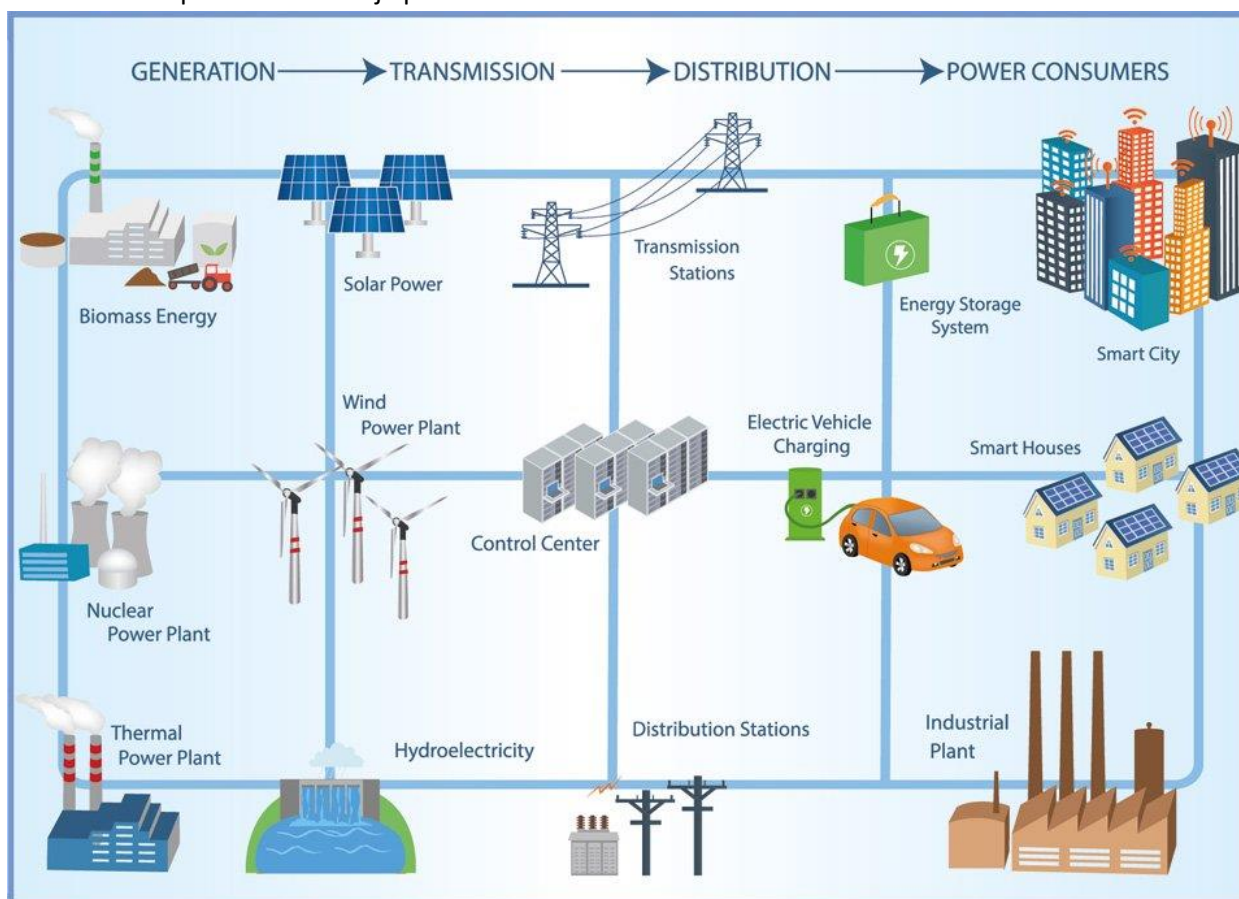 GENERATION TRANSMISSION DISTRIBUTION POWER CONSUMERS
Biomass Energy
Solar Power
Transmission
Stations
Energy Storage
System
Smart City
Wind
Power Plant
Electric Vehicle
Charging
Smart Houses
Control Center
Nuclear
Power Plant
Thermal
Power Plant
Hydroelectricity
Distribution Stations
Industrial
Plant